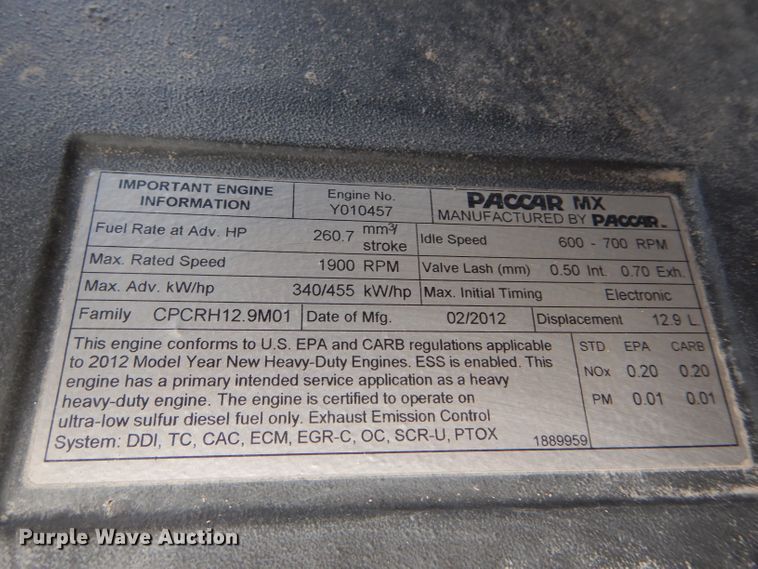 IMPORTANT ENGINE INFORMATION
Engine No. Y010457
PACCAR MX
MANUFACTURED BY PACCAR
Fuel Rate at Adv. HP 260.7 mm³/stroke
Idle Speed 600 - 700 RPM
Max. Rated Speed 1900 RPM
Valve Lash (mm) 0.50 Int. 0.70 Exh.
Max. Adv. kW/hp 340/455 kW/hp
Max. Initial Timing Electronic
Family CPCRH12.9M01
Date of Mfg. 02/2012
Displacement 12.9 L
This engine conforms to U.S. EPA and CARB regulations applicable
to 2012 Model Year New Heavy-Duty Engines. ESS is enabled. This
engine has a primary intended service application as a heavy
heavy-duty engine. The engine is certified to operate on
ultra-low sulfur diesel fuel only. Exhaust Emission Control
System: DDI, TC, CAC, ECM, EGR-C, OC, SCR-U, PTOX
STD EPA CARB
NOx 0.20 0.20
PM 0.01 0.01
1889959
Purple Wave Auction